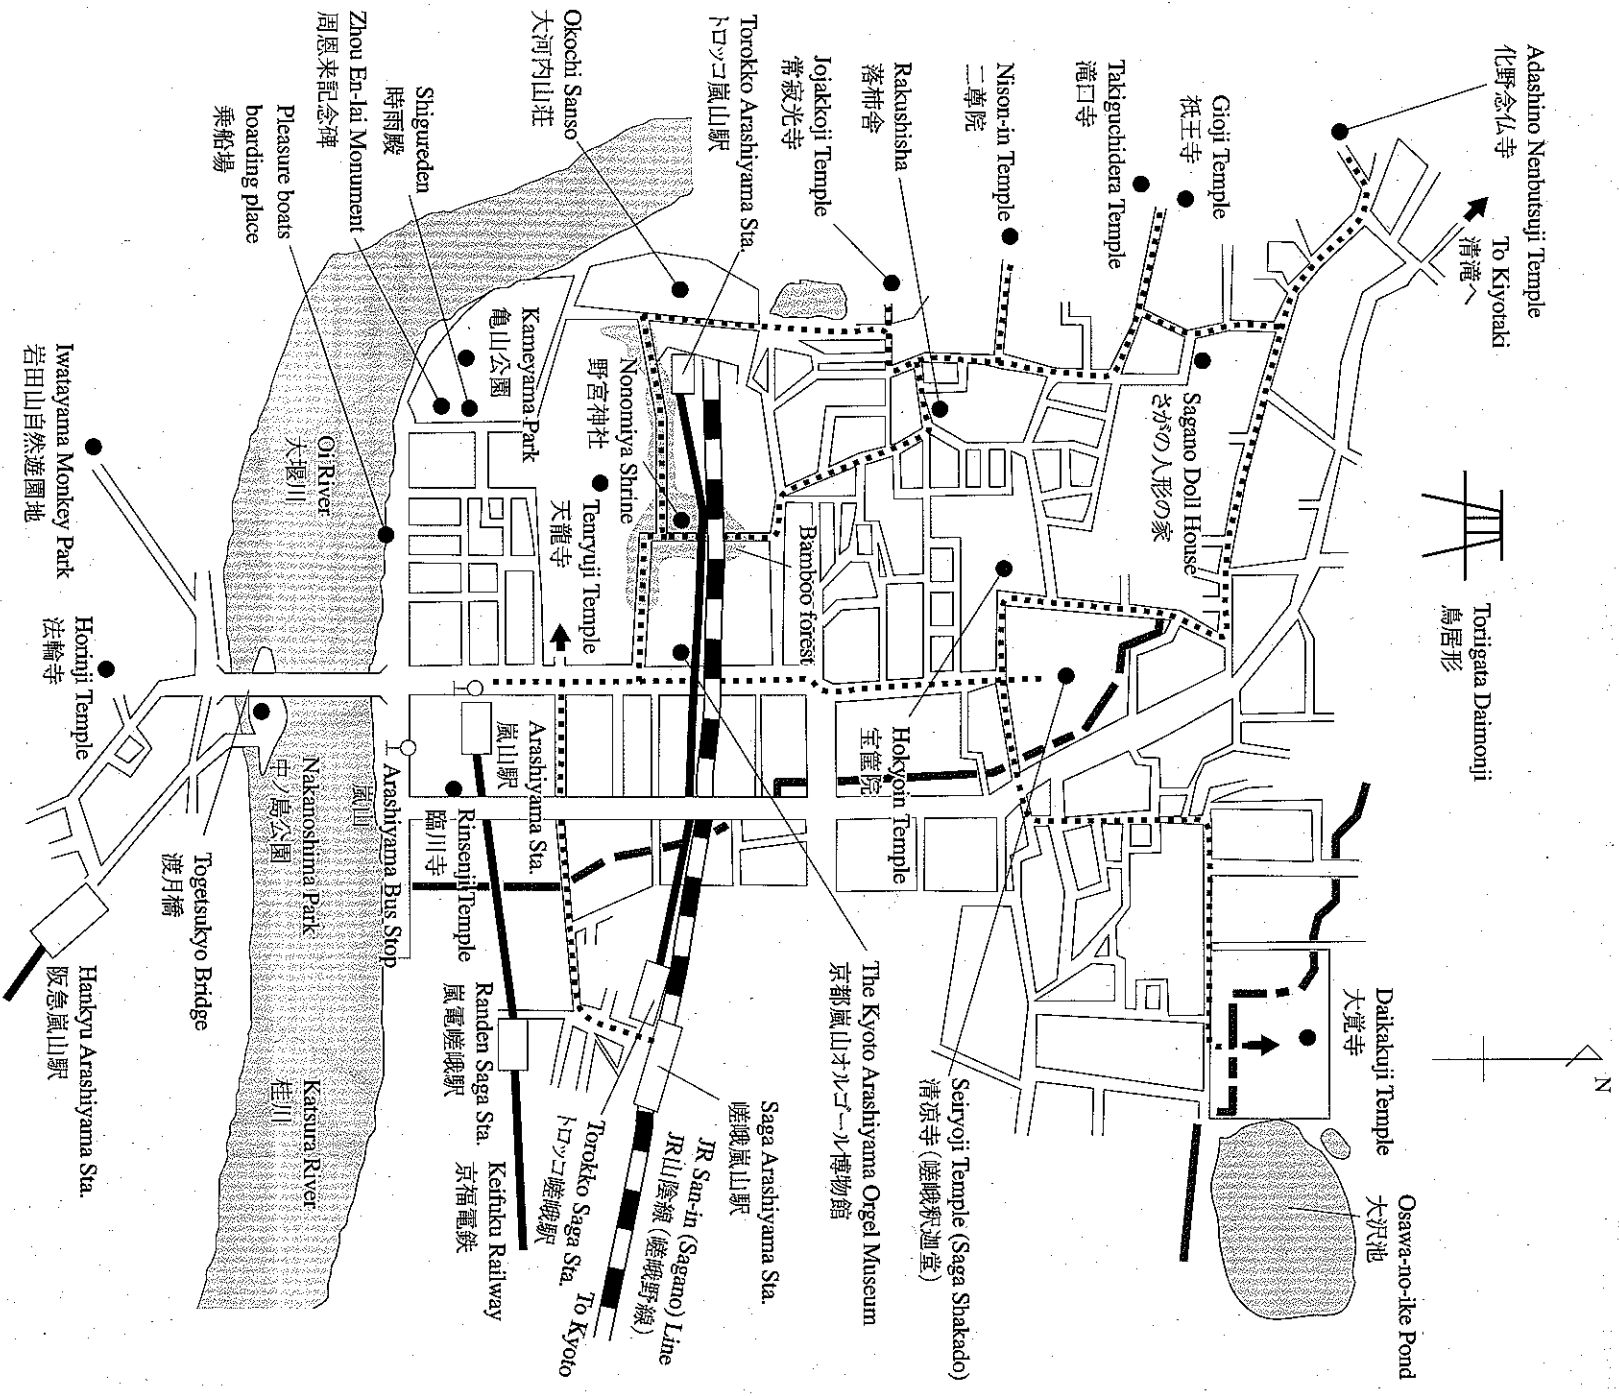 Adashino Nenbutsuji Temple
化野念仏寺
To Kiyotaki
清滝へ
Gioji Temple
祇王寺
Takiguchidera Temple
滝口寺
Nison-in Temple
二尊院
Rakushisha
落柿舎
Jojakkoji Temple
常寂光寺
Torokko Arashiyama Sta.
トロッコ嵐山駅
Okochi Sanso
大河内山荘
Zhou En-lai Monument
周恩来記念碑
Shigureden
時雨殿
Pleasure boats
boarding place
乗船場
Kameyama Park
亀山公園
Nonomiya Shrine
野宮神社
Tenryuji Temple
天龍寺
Bamboo forest
Sagano Doll House
さがの人形の家
Toriigata Daimonji
鳥居形
Hokyoin Temple
宝筐院
Oi River
大堰川
Iwatayama Monkey Park
岩田山自然遊園地
Horinji Temple
法輪寺
Arashiyama Sta.
嵐山駅
Rinsenji Temple
臨川寺
Arashiyama Bus Stop
嵐山
Nakanoshima Park
中ノ島公園
Togetsukyo Bridge
渡月橋
Hankyu Arashiyama Sta.
阪急嵐山駅
Katsura River
桂川
Randen Saga Sta.
嵐電嵯峨駅
Keifuku Railway
京福電鉄
Torokko Saga Sta.
トロッコ嵯峨駅
To Kyoto
JR San-in (Sagano) Line
JR山陰線（嵯峨野線）
Saga Arashiyama Sta.
嵯峨嵐山駅
The Kyoto Arashiyama Orgel Museum
京都嵐山オルゴール博物館
Seiryoji Temple (Saga Shakado)
清凉寺（嵯峨釈迦堂）
Daikakuji Temple
大覚寺
Osawa-no-ike Pond
大沢池
N